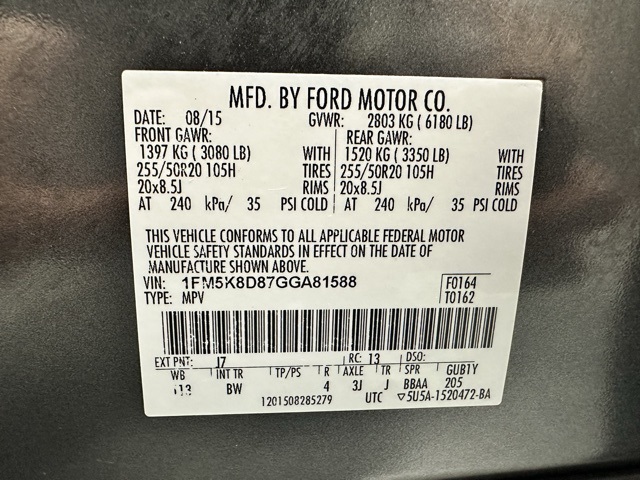 MFD. BY FORD MOTOR CO.
DATE: 08/15 GVWR: 2803 KG ( 6180 LB)
FRONT GAWR: REAR GAWR:
1397 KG ( 3080 LB) WITH 1520 KG ( 3350 LB) WITH
255/50R20 105H TIRES 255/50R20 105H TIRES
20x8.5J RIMS 20x8.5J RIMS
AT 240 kPa/ 35 PSI COLD AT 240 kPa/ 35 PSI COLD
THIS VEHICLE CONFORMS TO ALL APPLICABLE FEDERAL MOTOR
VEHICLE SAFETY STANDARDS IN EFFECT ON THE DATE OF
MANUFACTURE SHOWN ABOVE.
VIN: 1FM5K8D87GGA81588 F0164
TYPE: MPV T0162
EXT PNT: J7 RC: 13 DSO:
WB INT TR TP/PS R AXLE TR SPR GUB1Y
113 BW 4 3J J BBAA 205
1201508285279 UTC ▽5U5A-1520472-BA